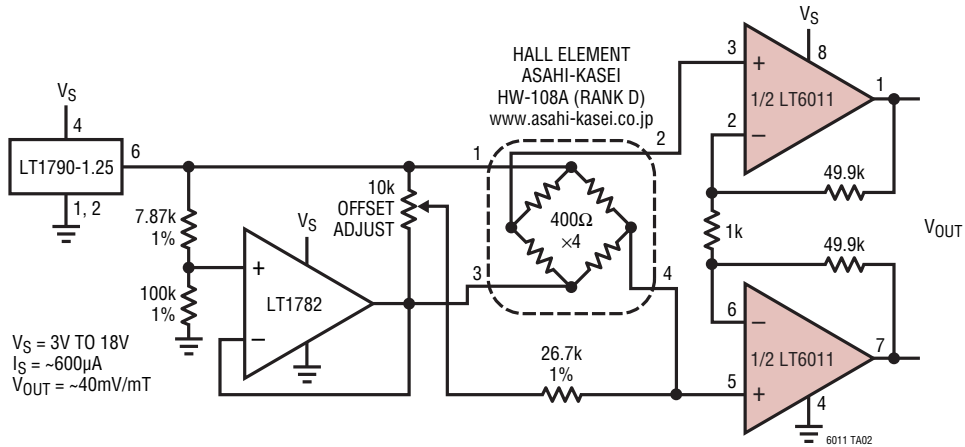 VS
4
LT1790-1.25
6
1, 2
7.87k
1%
100k
1%
VS = 3V TO 18V
IS = ~600µA
VOUT = ~40mV/mT
VS
+
LT1782
−
10k
OFFSET
ADJUST
HALL ELEMENT
ASAHI-KASEI
HW-108A (RANK D)
www.asahi-kasei.co.jp
1
2
3
4
400Ω
×4
26.7k
1%
VS
8
3
+
1/2 LT6011
1
2
−
49.9k
1k
49.9k
VOUT
6
−
1/2 LT6011
7
5
+
4
6011 TA02